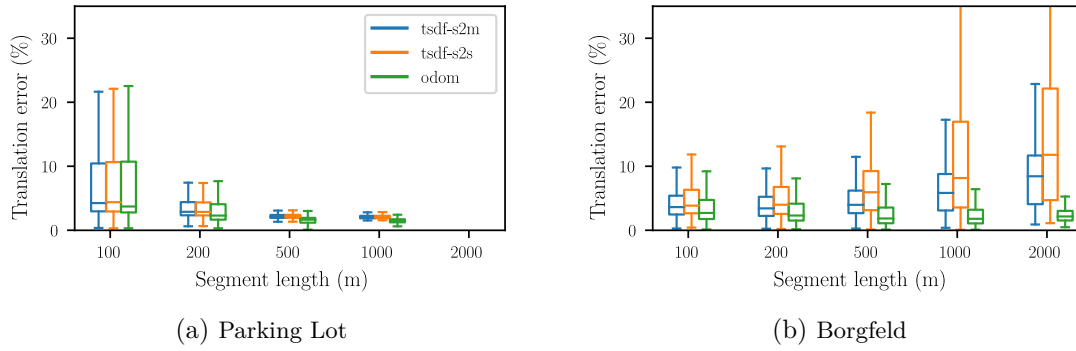 Translation error (%)
30
20
10
0
100
200
500
1000
2000
Segment length (m)
tsdf-s2m
tsdf-s2s
odom
(a) Parking Lot
Translation error (%)
30
20
10
0
100
200
500
1000
2000
Segment length (m)
(b) Borgfeld